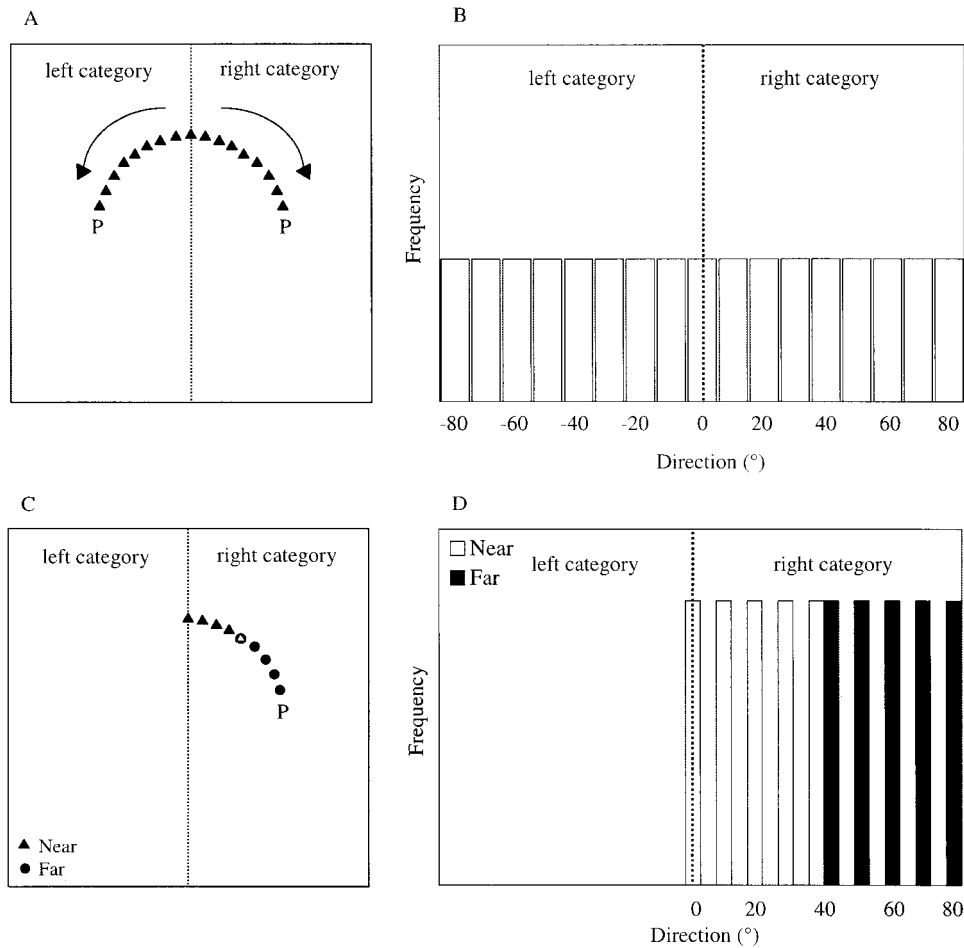 A
left category right category
P P
B
left category right category
Frequency
-80 -60 -40 -20 0 20 40 60 80
Direction (°)
C
left category right category
P
Near
Far
D
Near
Far
left category right category
Frequency
0 20 40 60 80
Direction (°)